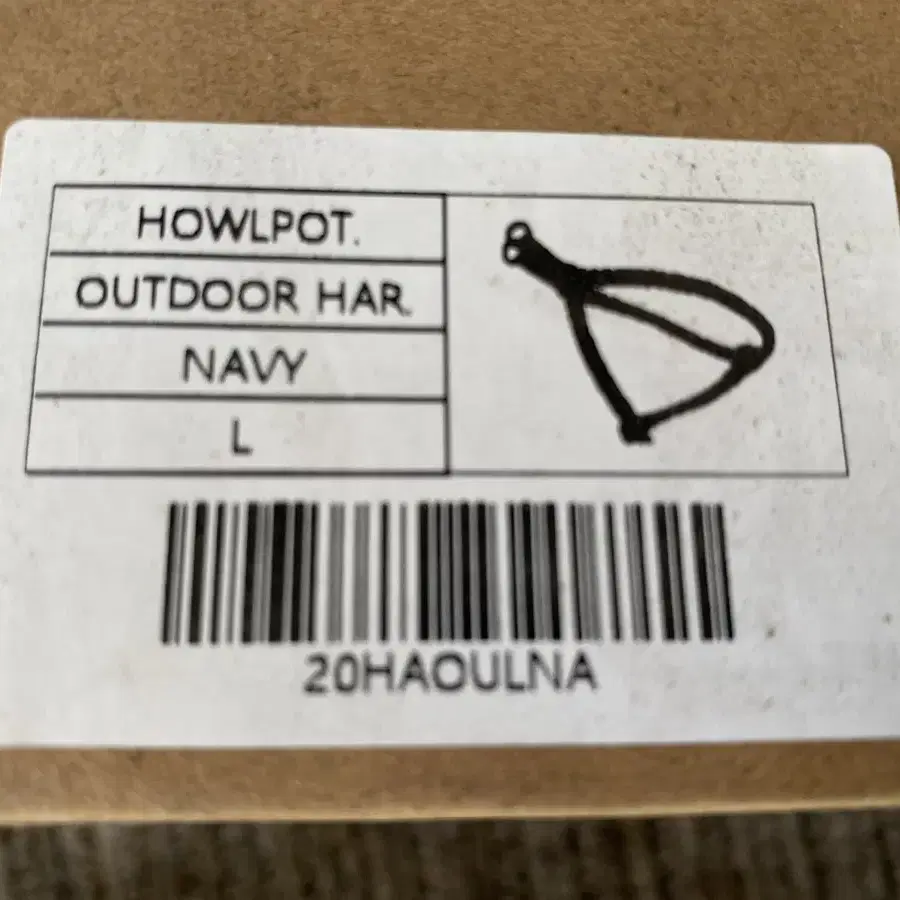 HOWLPOT.
OUTDOOR HAR.
NAVY
L
20HAOULNA